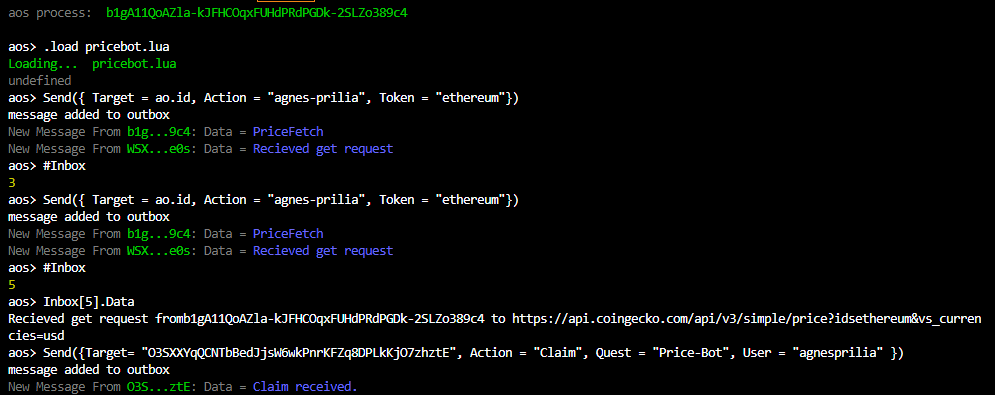 aos process:  b1gA11QoAZla-kJFHCOqxFUHdPRdPGDk-2SLZo389c4
aos> .load pricebot.lua
Loading...  pricebot.lua
undefined
aos> Send({ Target = ao.id, Action = "agnes-prilia", Token = "ethereum"})
message added to outbox
New Message From b1g...9c4: Data = PriceFetch
New Message From WSX...e0s: Data = Recieved get request
aos> #Inbox
3
aos> Send({ Target = ao.id, Action = "agnes-prilia", Token = "ethereum"})
message added to outbox
New Message From b1g...9c4: Data = PriceFetch
New Message From WSX...e0s: Data = Recieved get request
aos> #Inbox
5
aos> Inbox[5].Data
Recieved get request fromb1gA11QoAZla-kJFHCOqxFUHdPRdPGDk-2SLZo389c4 to https://api.coingecko.com/api/v3/simple/price?idsethereum&vs_curren
cies=usd
aos> Send({Target= "O3SXXYqQCNTbBedJjsW6wkPnrKFZq8DPLkKjO7zhztE", Action = "Claim", Quest = "Price-Bot", User = "agnesprilia" })
message added to outbox
New Message From O3S...ztE: Data = Claim received.